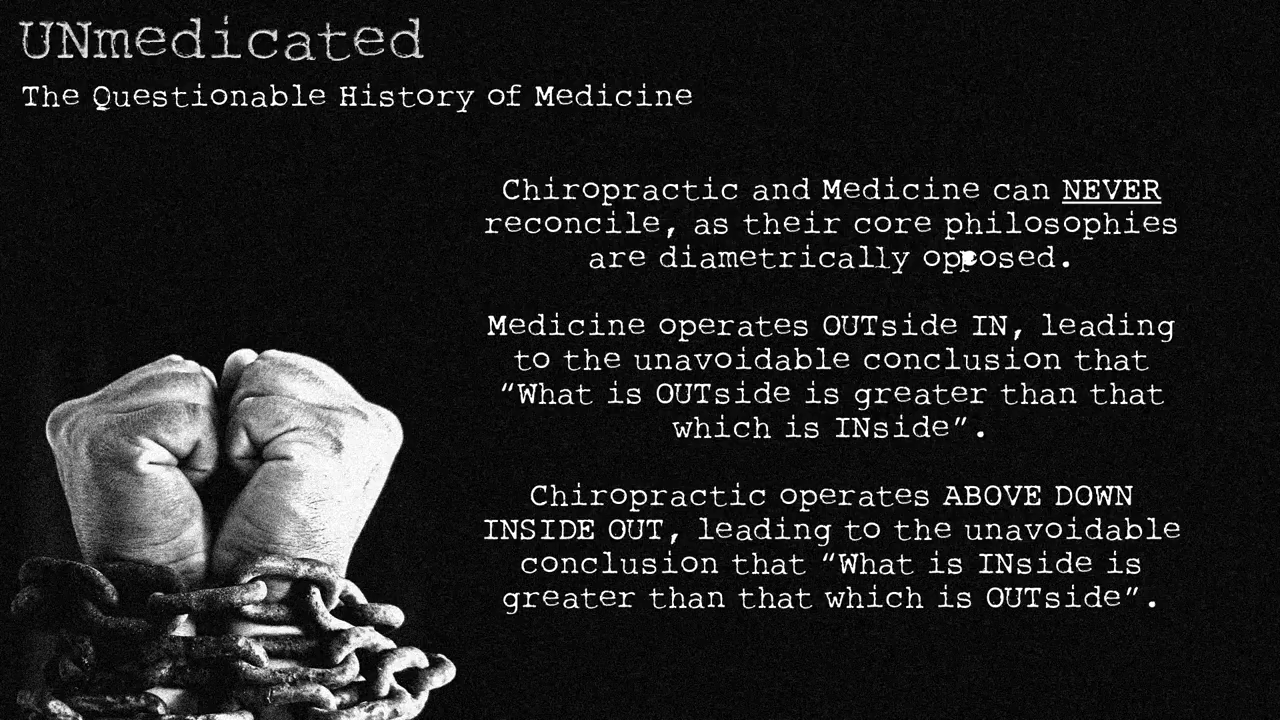 UNmedicated
The Questionable History of Medicine
Chiropractic and Medicine can NEVER
reconcile, as their core philosophies
are diametrically opposed.
Medicine operates OUTside IN, leading
to the unavoidable conclusion that
“What is OUTside is greater than that
which is INside”.
Chiropractic operates ABOVE DOWN
INSIDE OUT, leading to the unavoidable
conclusion that “What is INside is
greater than that which is OUTside”.